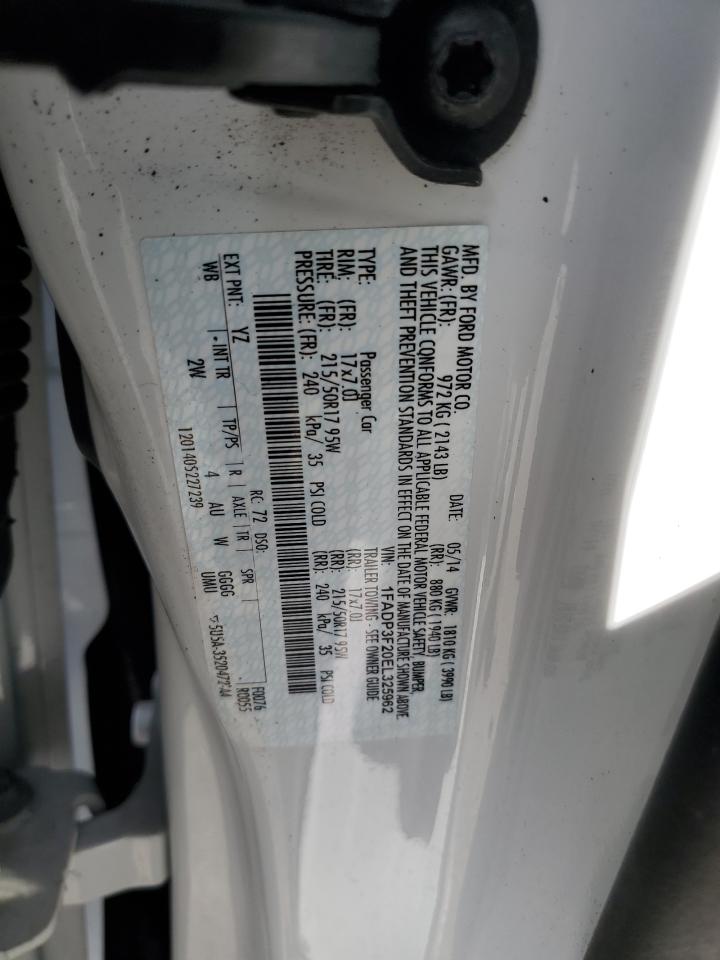 MFD. BY FORD MOTOR CO.
DATE: 05/14 GVWR: 1810 KG ( 3990 LB)
GAWR: (FR): 972 KG ( 2143 LB) (RR): 880 KG ( 1940 LB)
THIS VEHICLE CONFORMS TO ALL APPLICABLE FEDERAL MOTOR VEHICLE SAFETY, BUMPER,
AND THEFT PREVENTION STANDARDS IN EFFECT ON THE DATE OF MANUFACTURE SHOWN ABOVE.
VIN: 1FADP3F20EL325962
TYPE: Passenger Car TRAILER TOWING - SEE OWNER GUIDE
RIM: (FR): 17x7.0J (RR): 17x7.0J
TIRE: (FR): 215/50R17 95W (RR): 215/50R17 95W
PRESSURE: (FR): 240 kPa/ 35 PSI COLD (RR): 240 kPa/ 35 PSI COLD
RC: 72 DSO: F0076
EXT PNT: YZ R0055
WB INT TR TP/PS R AXLE TR SPR
2W 4 AU W GGGG UMU
1201405227239 5U5A-3520472-AA